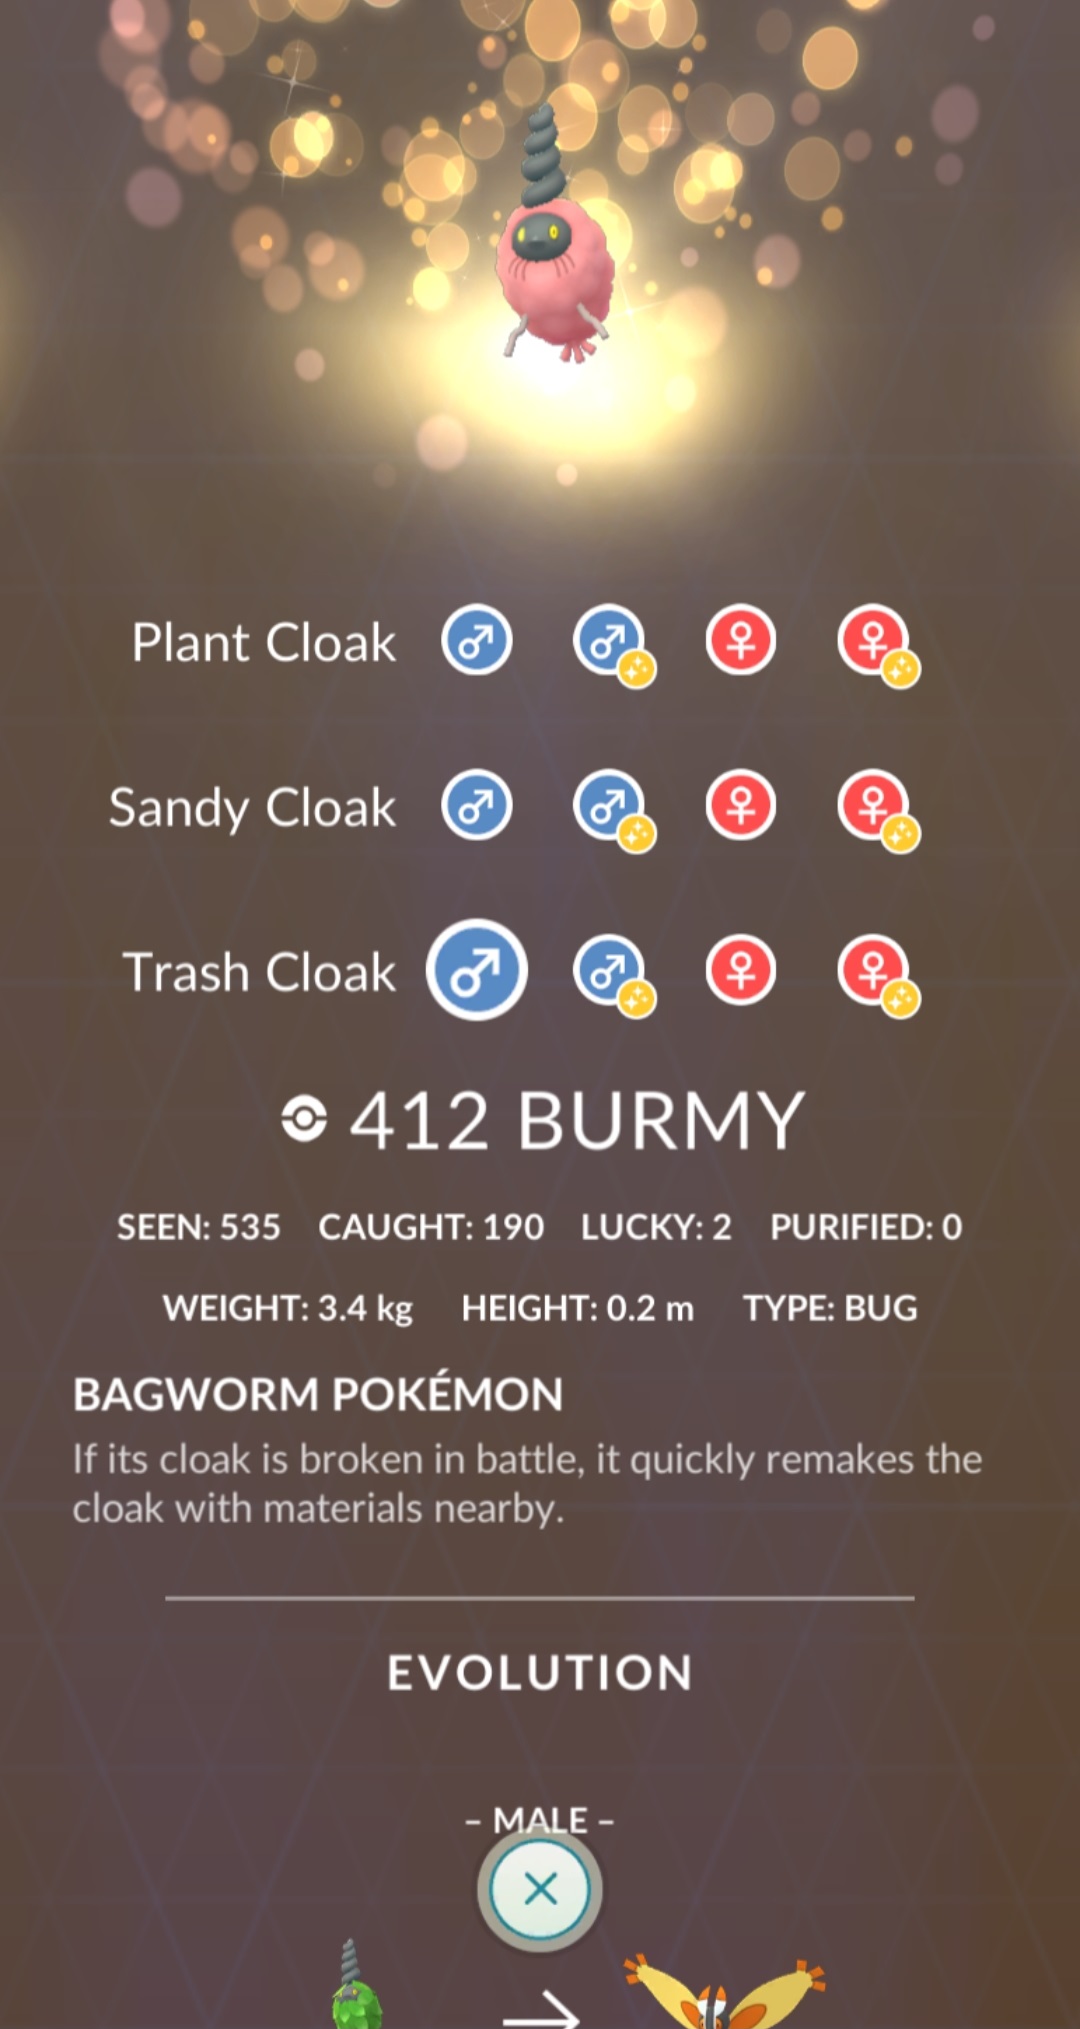 Plant Cloak
Sandy Cloak
Trash Cloak
412 BURMY
SEEN: 535 CAUGHT: 190 LUCKY: 2 PURIFIED: 0
WEIGHT: 3.4 kg HEIGHT: 0.2 m TYPE: BUG
BAGWORM POKÉMON
If its cloak is broken in battle, it quickly remakes the
cloak with materials nearby.
EVOLUTION
– MALE –